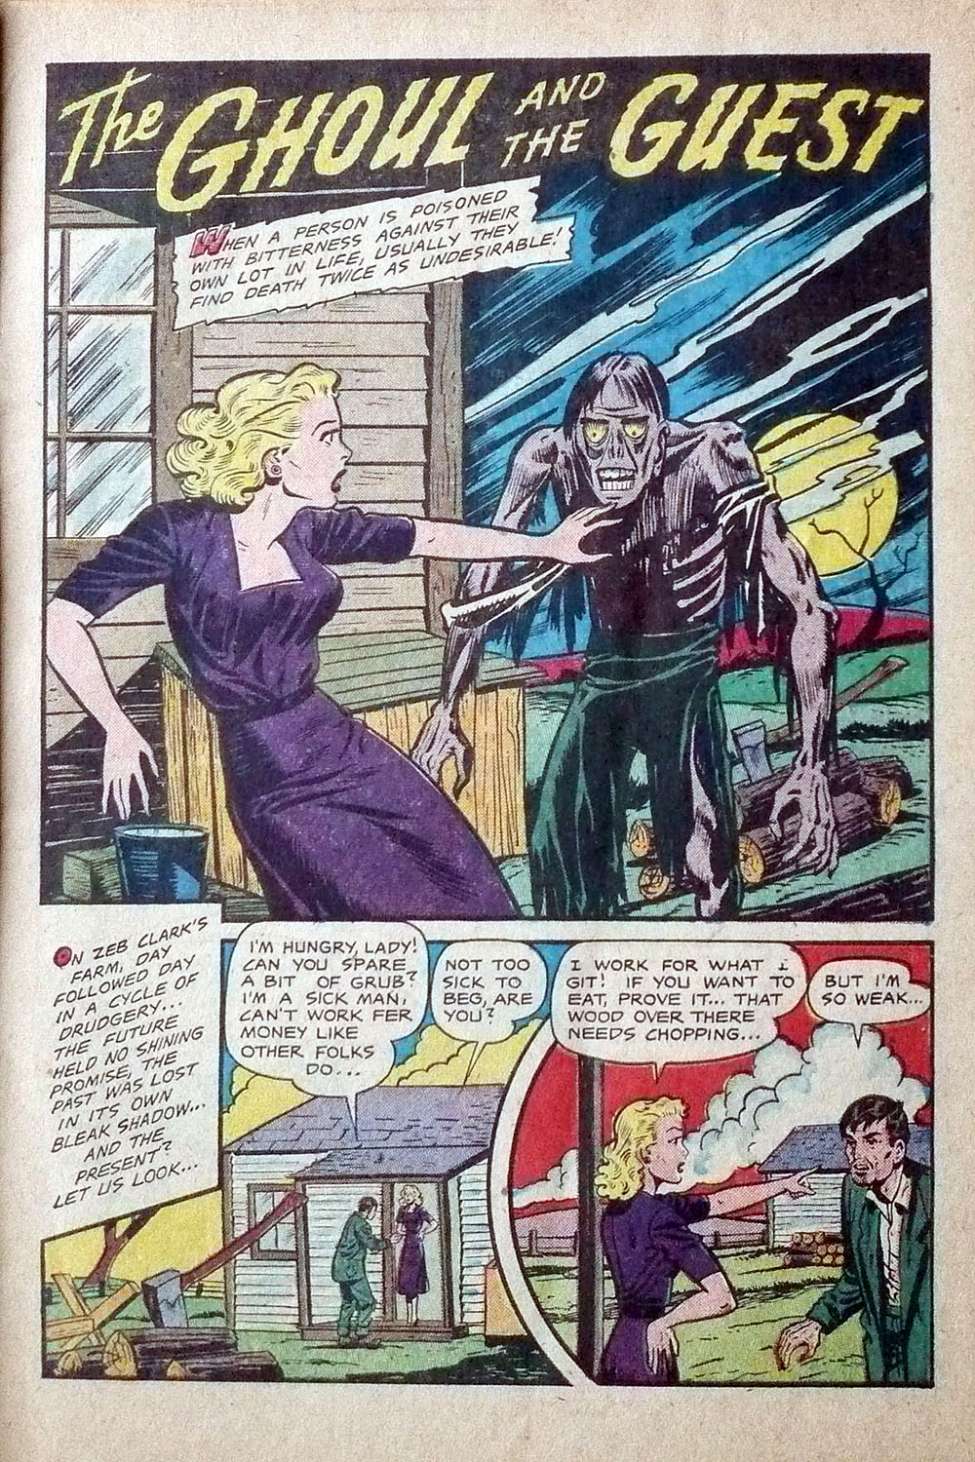 The GHOUL AND THE GUEST
WHEN A PERSON IS POISONED
WITH BITTERNESS AGAINST THEIR
OWN LOT IN LIFE, USUALLY THEY
FIND DEATH TWICE AS UNDESIRABLE!
ON ZEB CLARK'S
FARM, DAY
FOLLOWED DAY
IN A CYCLE OF
DRUDGERY...
THE FUTURE
HELD NO SHINING
PROMISE, THE
PAST WAS LOST
IN ITS OWN
BLEAK SHADOW...
AND THE
PRESENT?
LET US LOOK...
I'M HUNGRY, LADY!
CAN YOU SPARE
A BIT OF GRUB?
I'M A SICK MAN,
CAN'T WORK FER
MONEY LIKE
OTHER FOLKS
DO...
NOT TOO
SICK TO
BEG, ARE
YOU?
I WORK FOR WHAT I
GIT! IF YOU WANT TO
EAT, PROVE IT... THAT
WOOD OVER THERE
NEEDS CHOPPING...
BUT I'M
SO WEAK...